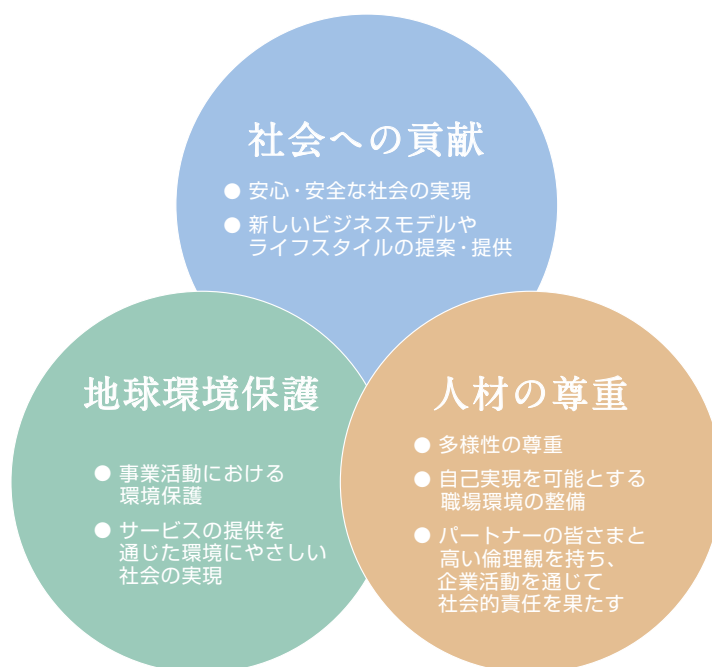 社会への貢献
● 安心・安全な社会の実現
● 新しいビジネスモデルや
ライフスタイルの提案・提供
地球環境保護
● 事業活動における
環境保護
● サービスの提供を
通じた環境にやさしい
社会の実現
人材の尊重
● 多様性の尊重
● 自己実現を可能とする
職場環境の整備
● パートナーの皆さまと
高い倫理観を持ち、
企業活動を通じて
社会的責任を果たす